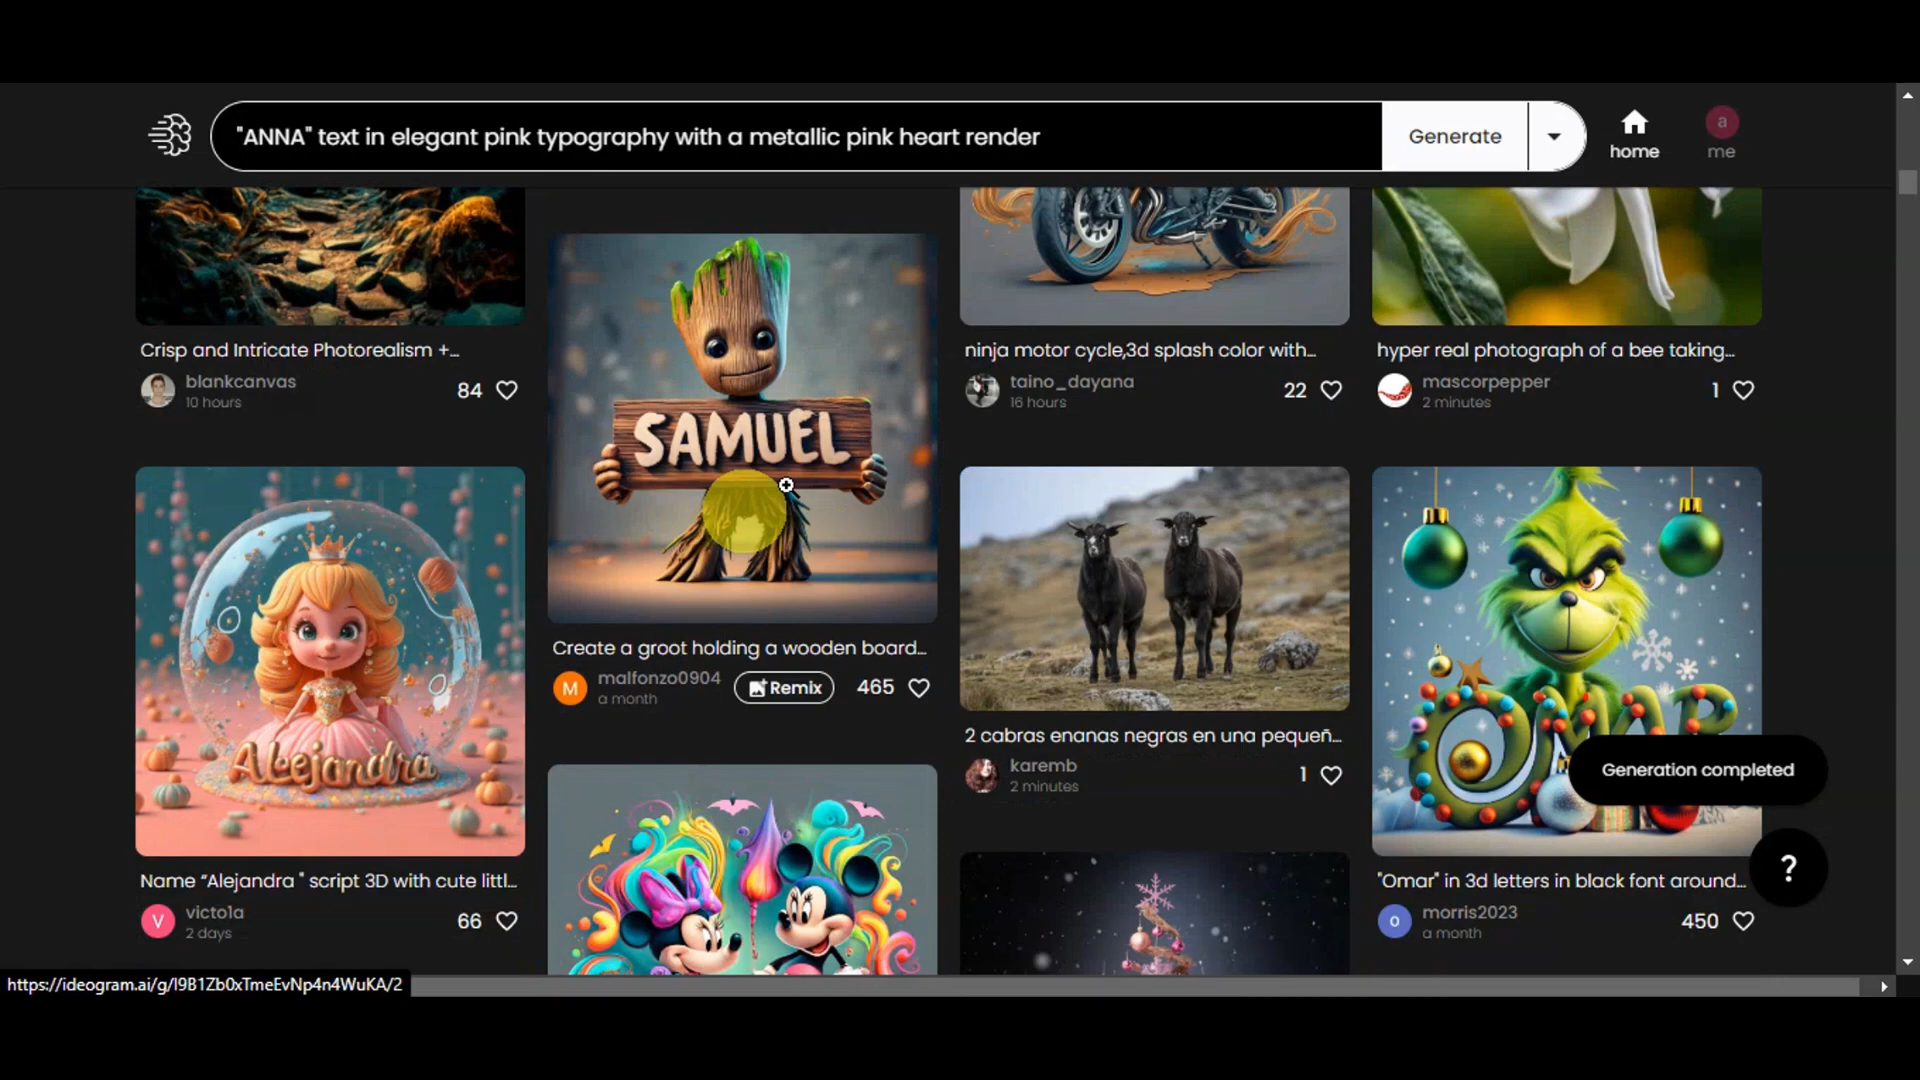 "ANNA" text in elegant pink typography with a metallic pink heart render
Generate
home
a
me
Crisp and Intricate Photorealism +...
blankcanvas
10 hours
84
SAMUEL
Create a groot holding a wooden board...
M
malfonzo0904
a month
Remix
465
ninja motor cycle,3d splash color with...
taino_dayana
16 hours
22
hyper real photograph of a bee taking...
mascorpepper
2 minutes
1
Alejandra
Name “Alejandra " script 3D with cute littl...
V
victo1a
2 days
66
2 cabras enanas negras en una pequeñ...
karemb
2 minutes
1
OMAR
Generation completed
?
"Omar" in 3d letters in black font around...
o
morris2023
a month
450
https://ideogram.ai/g/I9B1Zb0xTmeEvNp4n4WuKA/2